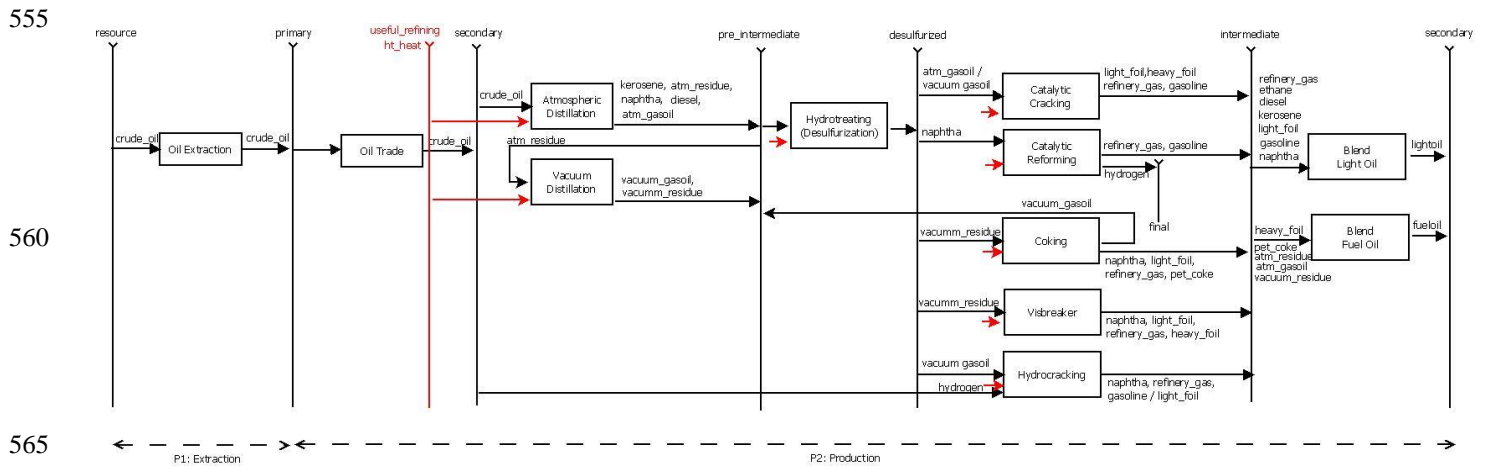 555
resource
primary
useful_refining
ht_heat
secondary
pre_intermediate
desulfurized
intermediate
secondary
crude_oil
Oil Extraction
crude_oil
Oil Trade
crude_oil
crude_oil
Atmospheric
Distillation
kerosene, atm_residue,
naphtha, diesel,
atm_gasoil
atm_residue
Vacuum
Distillation
vacuum_gasoil,
vacumm_residue
Hydrotreating
(Desulfurization)
atm_gasoil /
vacuum gasoil
Catalytic
Cracking
light_foil,heavy_foil
refinery_gas, gasoline
naphtha
Catalytic
Reforming
refinery_gas, gasoline
hydrogen
final
vacuum_gasoil
vacumm_residue
Coking
naphtha, light_foil,
refinery_gas, pet_coke
vacumm_residue
Visbreaker
naphtha, light_foil,
refinery_gas, heavy_foil
vacuum gasoil
hydrogen
Hydrocracking
naphtha, refinery_gas,
gasoline / light_foil
refinery_gas
ethane
diesel
kerosene
light_foil
gasoline
naphtha
Blend
Light Oil
lightoil
heavy_foil
pet_coke
atm_residue
atm_gasoil
vacuum_residue
Blend
Fuel Oil
fueloil
560
565
P1: Extraction
P2: Production